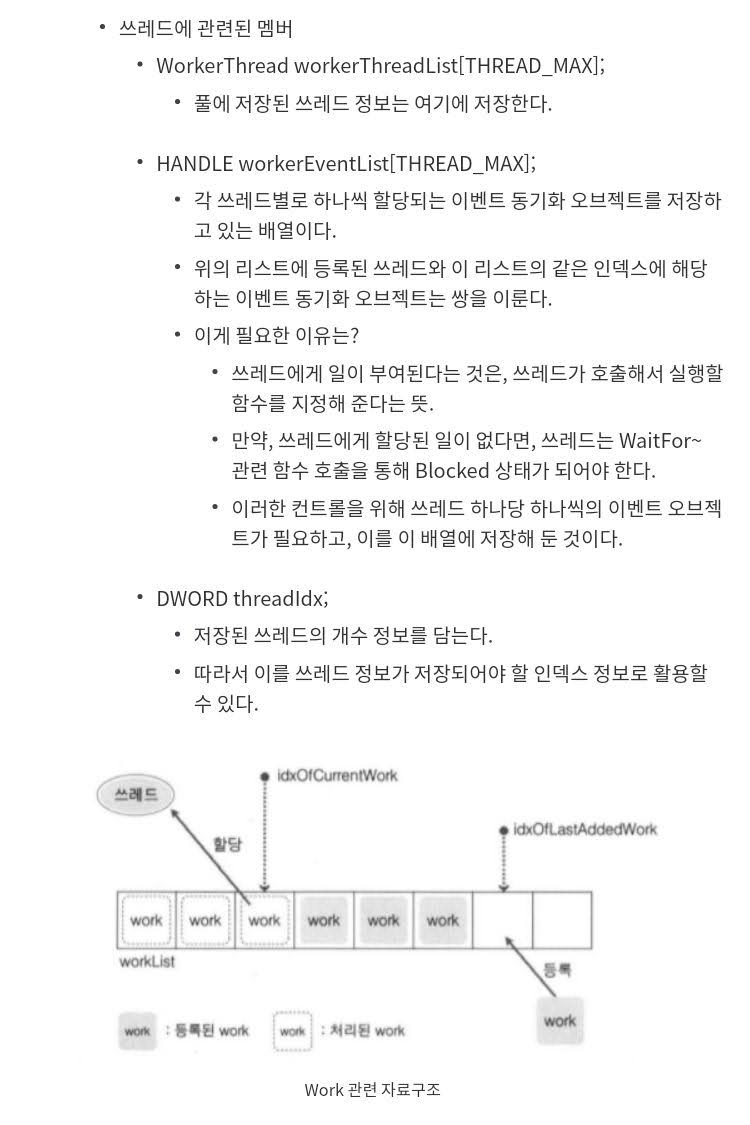 • 쓰레드에 관련된 멤버
• WorkerThread workerThreadList[THREAD_MAX];
• 풀에 저장된 쓰레드 정보는 여기에 저장한다.
• HANDLE workerEventList[THREAD_MAX];
• 각 쓰레드별로 하나씩 할당되는 이벤트 동기화 오브젝트를 저장하
고 있는 배열이다.
• 위의 리스트에 등록된 쓰레드와 이 리스트의 같은 인덱스에 해당
하는 이벤트 동기화 오브젝트는 쌍을 이룬다.
• 이게 필요한 이유는?
• 쓰레드에게 일이 부여된다는 것은, 쓰레드가 호출해서 실행할
함수를 지정해 준다는 뜻.
• 만약, 쓰레드에게 할당된 일이 없다면, 쓰레드는 WaitFor~
관련 함수 호출을 통해 Blocked 상태가 되어야 한다.
• 이러한 컨트롤을 위해 쓰레드 하나당 하나씩의 이벤트 오브젝
트가 필요하고, 이를 이 배열에 저장해 둔 것이다.
• DWORD threadIdx;
• 저장된 쓰레드의 개수 정보를 담는다.
• 따라서 이를 쓰레드 정보가 저장되어야 할 인덱스 정보로 활용할
수 있다.
idxOfCurrentWork
쓰레드
idxOfLastAddedWork
할당
work work work work work work
workList
등록
work
work : 등록된 work work : 처리된 work
Work 관련 자료구조